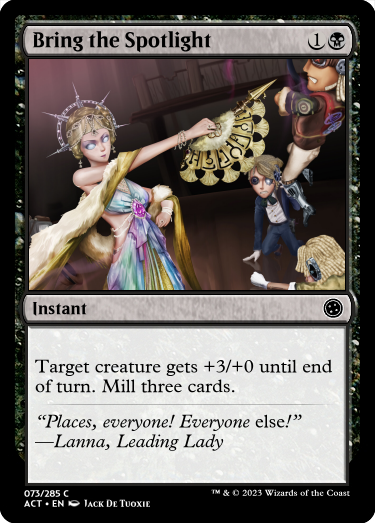 Bring the Spotlight 1
Instant
Target creature gets +3/+0 until end
of turn. Mill three cards.
“Places, everyone! Everyone else!”
—Lanna, Leading Lady
073/285 C
ACT • EN Jack De Tuoxie
™ & © 2023 Wizards of the Coast